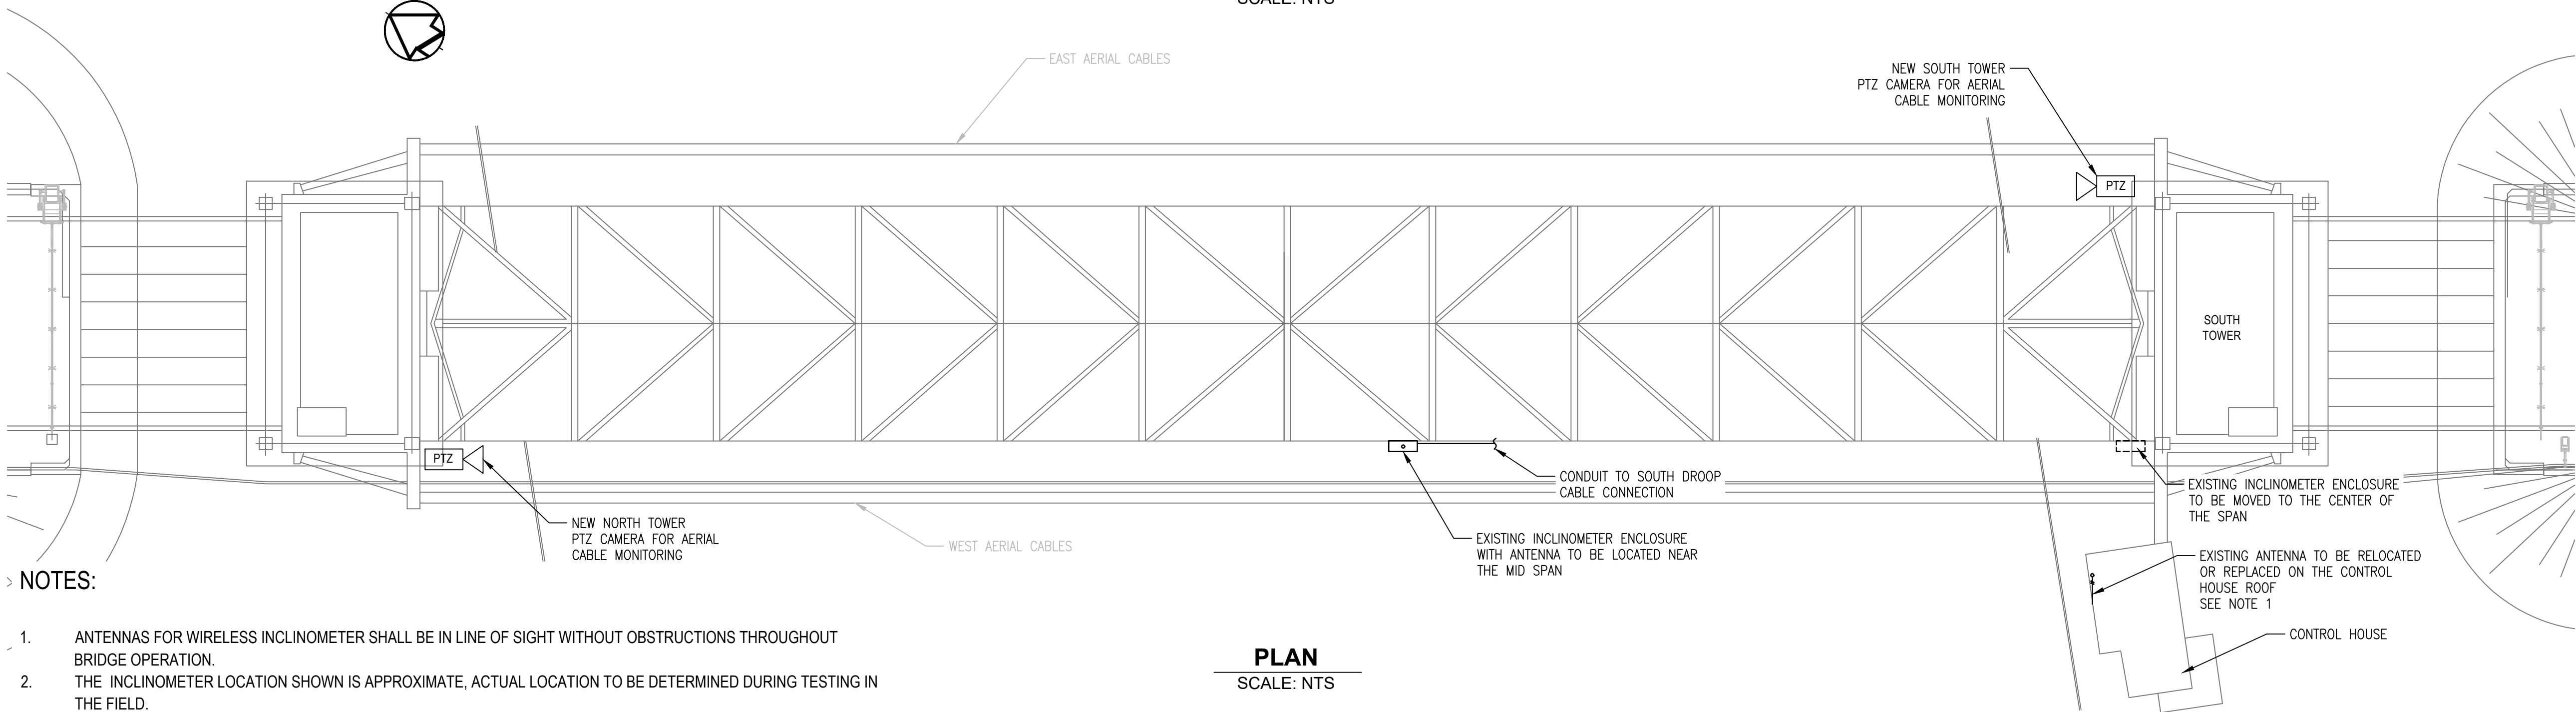 SCALE: NTS
EAST AERIAL CABLES
NEW SOUTH TOWER
PTZ CAMERA FOR AERIAL
CABLE MONITORING
PTZ
SOUTH
TOWER
PTZ
CONDUIT TO SOUTH DROOP
CABLE CONNECTION
EXISTING INCLINOMETER ENCLOSURE
TO BE MOVED TO THE CENTER OF
THE SPAN
NEW NORTH TOWER
PTZ CAMERA FOR AERIAL
CABLE MONITORING
WEST AERIAL CABLES
EXISTING INCLINOMETER ENCLOSURE
WITH ANTENNA TO BE LOCATED NEAR
THE MID SPAN
EXISTING ANTENNA TO BE RELOCATED
OR REPLACED ON THE CONTROL
HOUSE ROOF
SEE NOTE 1
CONTROL HOUSE
NOTES:
1. ANTENNAS FOR WIRELESS INCLINOMETER SHALL BE IN LINE OF SIGHT WITHOUT OBSTRUCTIONS THROUGHOUT
BRIDGE OPERATION.
2. THE INCLINOMETER LOCATION SHOWN IS APPROXIMATE, ACTUAL LOCATION TO BE DETERMINED DURING TESTING IN
THE FIELD.
PLAN
SCALE: NTS